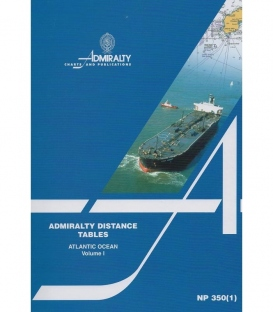 ADMIRALTY
CHARTS AND PUBLICATIONS
ADMIRALTY DISTANCE
TABLES
ATLANTIC OCEAN
Volume I
NP 350(1)